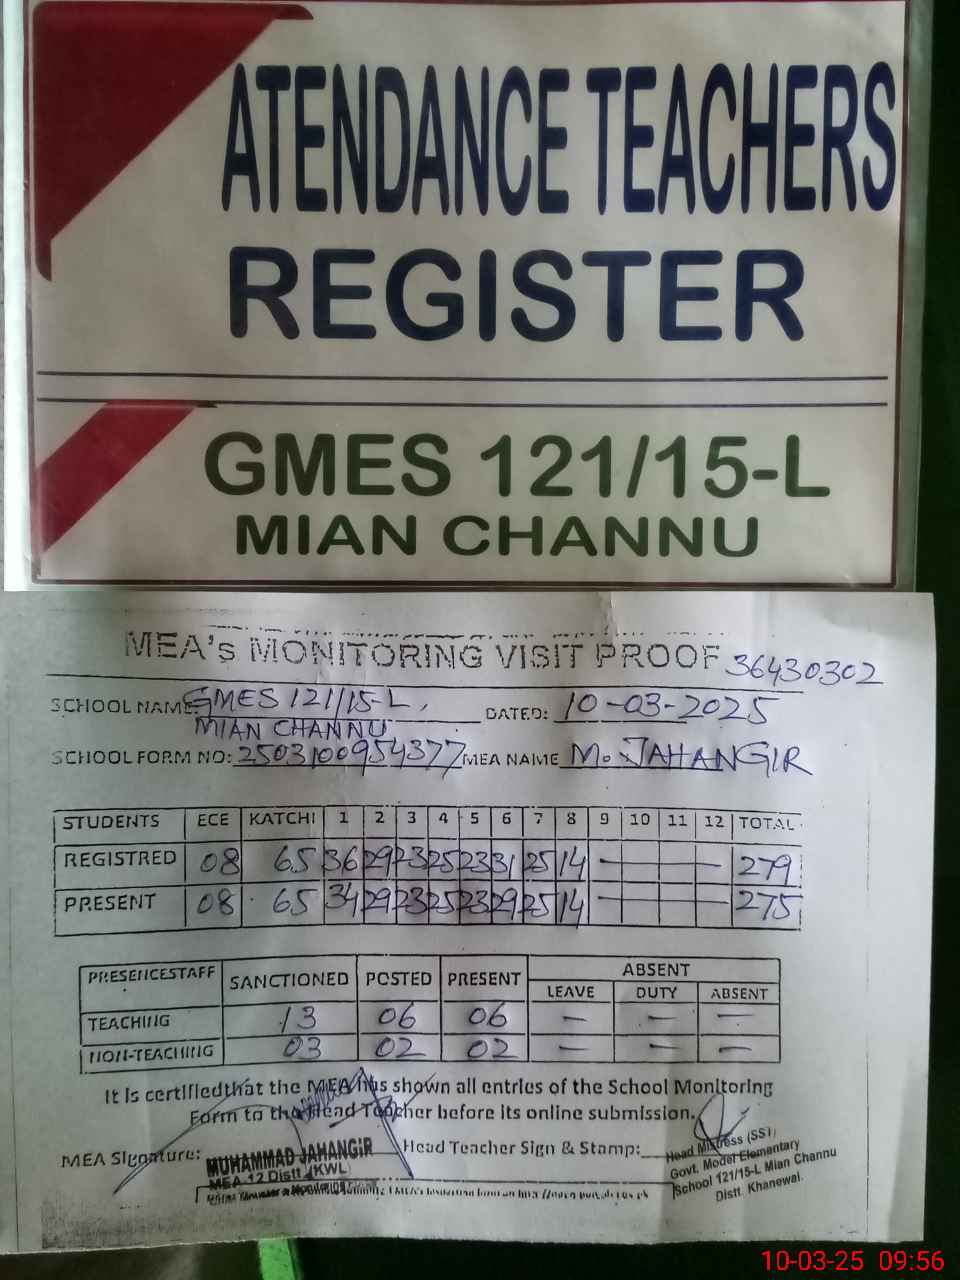 ATENDANCE TEACHERS
REGISTER
GMES 121/15-L
MIAN CHANNU
MEA's MONITORING VISIT PROOF 36430302
SCHOOL NAME: GMES 121/15-L, DATED: 10-03-2025
MIAN CHANNU
SCHOOL FORM NO: 2503100954377 MEA NAME M. JAHANGIR
STUDENTS ECE KATCHI 1 2 3 4 5 6 7 8 9 10 11 12 TOTAL
REGISTRED 08 65 36 29 23 25 23 31 25 14 — 279
PRESENT 08 65 34 29 23 25 23 29 25 14 — 275
PRESENCESTAFF SANCTIONED POSTED PRESENT ABSENT
LEAVE DUTY ABSENT
TEACHING 13 06 06 — — —
NON-TEACHING 03 02 02 — — —
It is certifiedthat the MEA has shown all entries of the School Monitoring
Form to the Head Teacher before its online submission.
MEA Signature: Head Teacher Sign & Stamp:
MUHAMMAD JAHANGIR
MEA-12 Distt. (KWL)
Head Mistress (SST)
Govt. Model Elementary
School 121/15-L Mian Channu
Distt. Khanewal.
10-03-25 09:56